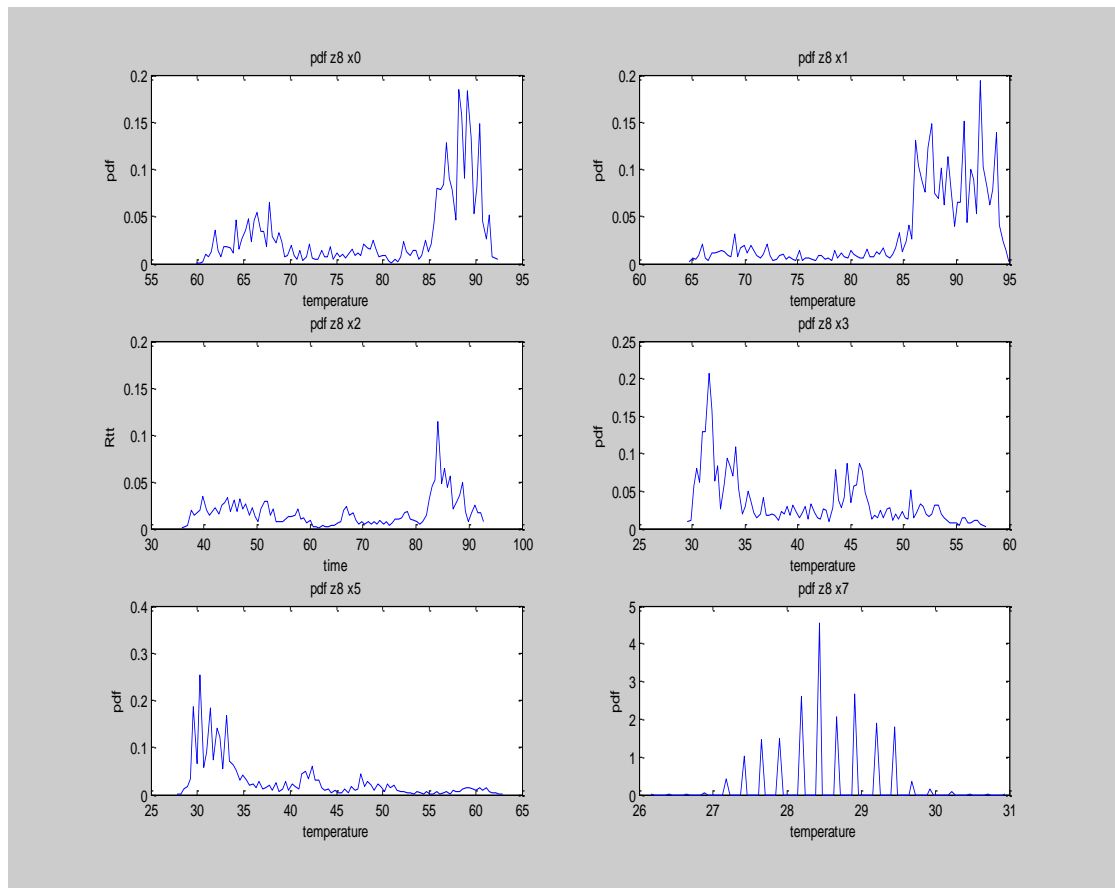 pdf z8 x0
0.2
0.15
0.1
0.05
0
pdf
55 60 65 70 75 80 85 90 95
temperature
pdf z8 x1
0.2
0.15
0.1
0.05
0
pdf
60 65 70 75 80 85 90 95
temperature
pdf z8 x2
0.2
0.15
0.1
0.05
0
Rtt
30 40 50 60 70 80 90 100
time
pdf z8 x3
0.25
0.2
0.15
0.1
0.05
0
pdf
25 30 35 40 45 50 55 60
temperature
pdf z8 x5
0.4
0.3
0.2
0.1
0
pdf
25 30 35 40 45 50 55 60 65
temperature
pdf z8 x7
5
4
3
2
1
0
pdf
26 27 28 29 30 31
temperature